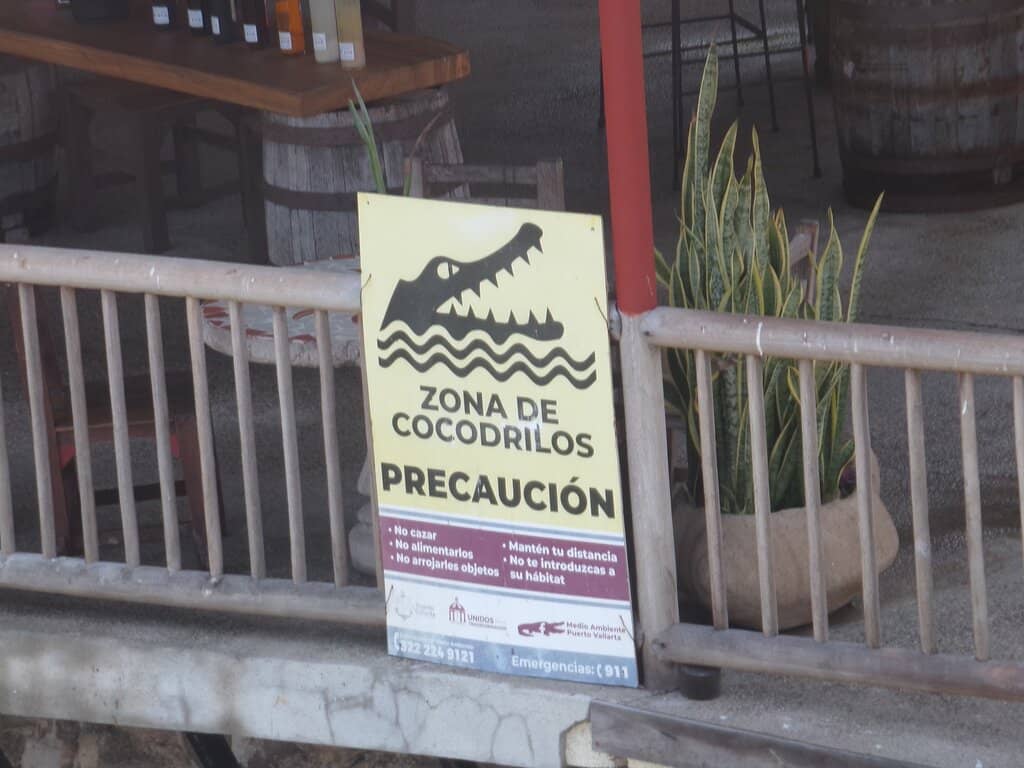 ZONA DE
COCODRILOS
PRECAUCIÓN
• No cazar
• No alimentarlos
• No arrojarles objetos
• Mantén tu distancia
• No te introduzcas a
su hábitat
UNIDOS
Medio Ambiente
Puerto Vallarta
322 224 9121
Emergencias: 911